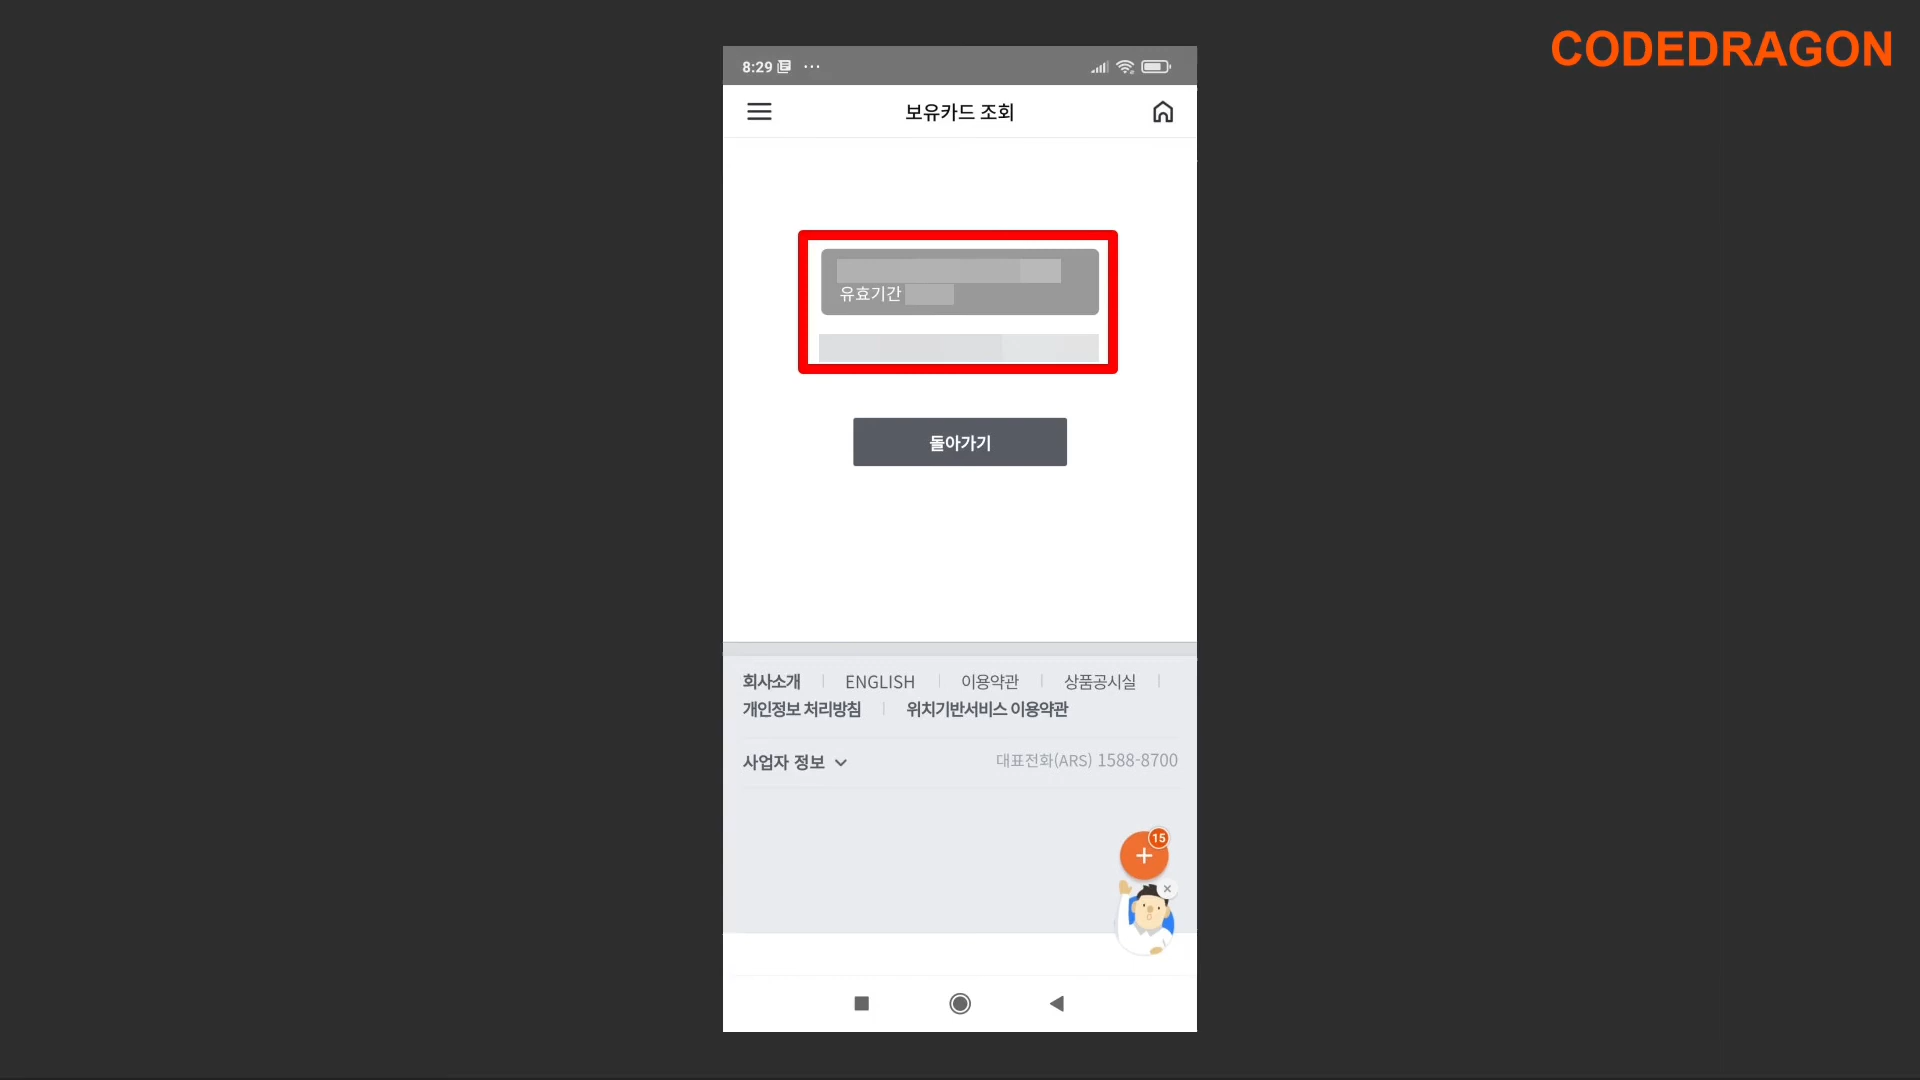 CODEDRAGON
8:29
보유카드 조회
유효기간
돌아가기
회사소개 ENGLISH 이용약관 상품공시실
개인정보 처리방침 위치기반서비스 이용약관
사업자 정보 대표전화(ARS) 1588-8700
15